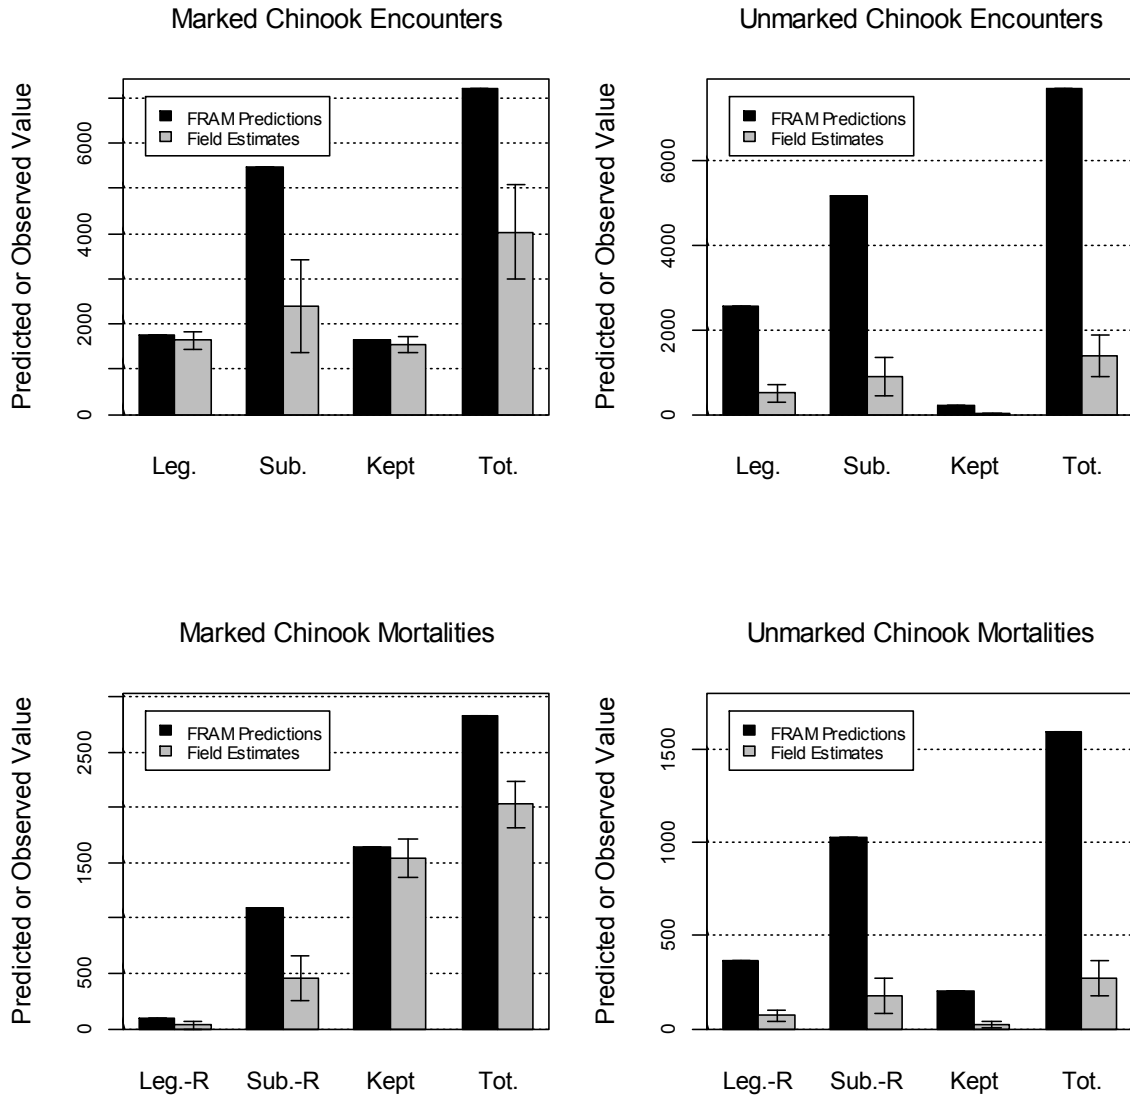 Marked Chinook Encounters
Predicted or Observed Value
0
2000
4000
6000
FRAM Predictions
Field Estimates
Leg. Sub. Kept Tot.
Unmarked Chinook Encounters
Predicted or Observed Value
0
2000
4000
6000
FRAM Predictions
Field Estimates
Leg. Sub. Kept Tot.
Marked Chinook Mortalities
Predicted or Observed Value
0
500
1500
2500
FRAM Predictions
Field Estimates
Leg.-R Sub.-R Kept Tot.
Unmarked Chinook Mortalities
Predicted or Observed Value
0
500
1000
1500
FRAM Predictions
Field Estimates
Leg.-R Sub.-R Kept Tot.